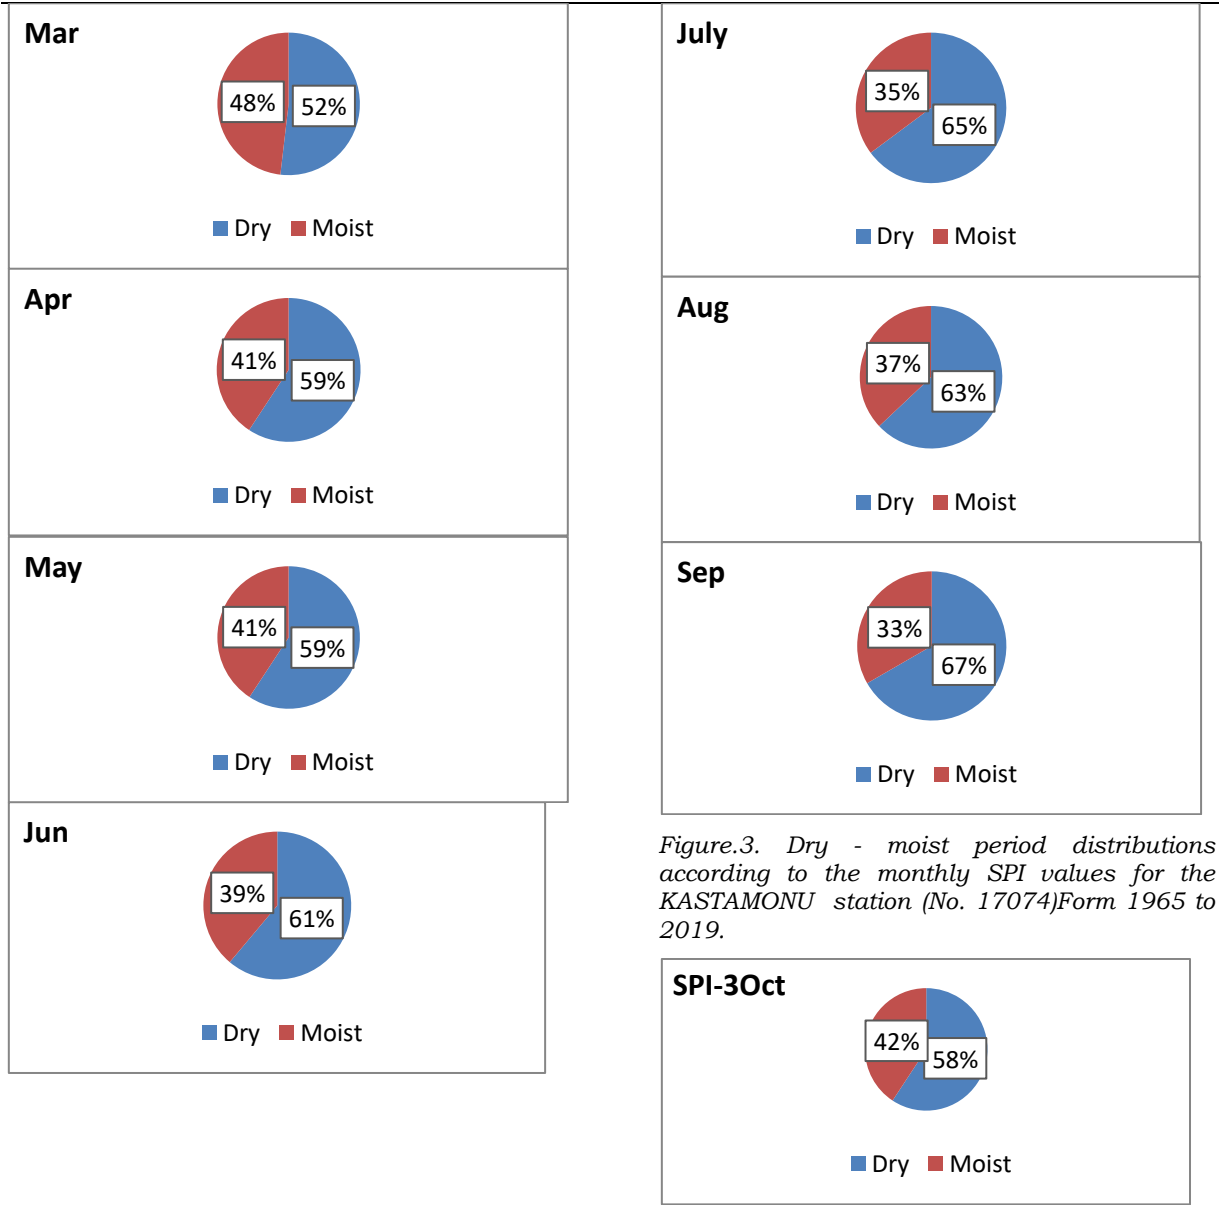 Mar
48%
52%
Dry Moist
Apr
41%
59%
Dry Moist
May
41%
59%
Dry Moist
Jun
39%
61%
Dry Moist
July
35%
65%
Dry Moist
Aug
37%
63%
Dry Moist
Sep
33%
67%
Dry Moist
Figure.3. Dry - moist period distributions
according to the monthly SPI values for the
KASTAMONU station (No. 17074)Form 1965 to
2019.
SPI-3Oct
42%
58%
Dry Moist